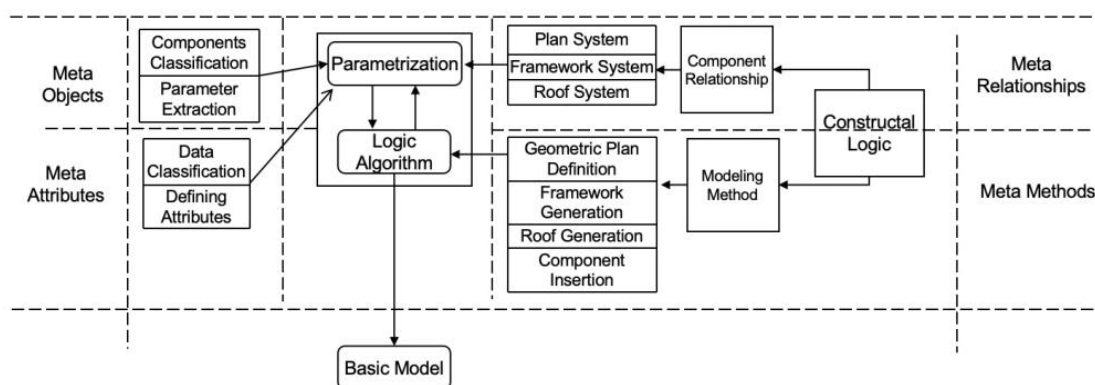 Meta
Objects
Components
Classification
Parameter
Extraction
Parametrization
Plan System
Framework System
Roof System
Component
Relationship
Meta
Relationships
Constructal
Logic
Meta
Attributes
Data
Classification
Defining
Attributes
Logic
Algorithm
Geometric Plan
Definition
Framework
Generation
Roof Generation
Component
Insertion
Modeling
Method
Meta Methods
Basic Model